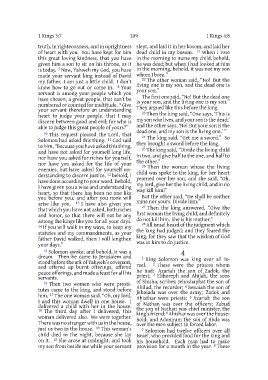 1 Kings 3:7
149
1 Kings 4:8
truth, in righteousness, and in uprightness
of heart with you. You have kept for him
this great loving kindness, that you have
given him a son to sit on his throne, as it
is today. 7 Now, Yahweh my God, you have
made your servant king instead of David
my father. I am just a little child. I don't
know how to go out or come in. 8 Your
servant is among your people which you
have chosen, a great people, that can't be
numbered or counted for multitude. 9 Give
your servant therefore an understanding
heart to judge your people, that I may
discern between good and evil; for who is
able to judge this great people of yours?"
10 This request pleased the Lord, that
Solomon had asked this thing. 11 God said
to him, "Because you have asked this thing,
and have not asked for yourself long life,
nor have you asked for riches for yourself,
nor have you asked for the life of your
enemies, but have asked for yourself un-
derstanding to discern justice, 12 behold, I
have done according to your word. Behold,
I have given you a wise and understanding
heart, so that there has been no one like
you before you, and after you none will
arise like you. 13 I have also given you
that which you have not asked, both riches
and honor, so that there will not be any
among the kings like you for all your days.
14 If you will walk in my ways, to keep my
statutes and my commandments, as your
father David walked, then I will lengthen
your days."
15 Solomon awoke; and behold, it was a
dream. Then he came to Jerusalem and
stood before the ark of Yahweh's covenant,
and offered up burnt offerings, offered
peace offerings, and made a feast for all his
servants.
16 Then two women who were prosti-
tutes came to the king, and stood before
him. 17 The one woman said, "Oh, my lord,
I and this woman dwell in one house. I
delivered a child with her in the house.
18 The third day after I delivered, this
woman delivered also. We were together.
There was no stranger with us in the house,
just us two in the house. 19 This woman's
child died in the night, because she lay
on it. 20 She arose at midnight, and took
my son from beside me while your servant
slept, and laid it in her bosom, and laid her
dead child in my bosom. 21 When I rose
in the morning to nurse my child, behold,
he was dead; but when I had looked at him
in the morning, behold, it was not my son
whom I bore."
22 The other woman said, "No! But the
living one is my son, and the dead one is
your son."
The first one said, "No! But the dead one
is your son, and the living one is my son."
They argued like this before the king.
23 Then the king said, "One says, 'This is
my son who lives, and your son is the dead;'
and the other says, 'No! But your son is the
dead one, and my son is the living one.'"
24 The king said, "Get me a sword." So
they brought a sword before the king.
25 The king said, "Divide the living child
in two, and give half to the one, and half to
the other."
26 Then the woman whose the living
child was spoke to the king, for her heart
yearned over her son, and she said, "Oh,
my lord, give her the living child, and in no
way kill him!"
But the other said, "He shall be neither
mine nor yours. Divide him."
27 Then the king answered, "Give the
first woman the living child, and definitely
do not kill him. She is his mother."
28 All Israel heard of the judgment which
the king had judged; and they feared the
king, for they saw that the wisdom of God
was in him to do justice.
4
1 King Solomon was king over all Is-
rael. 2 These were the princes whom
he had: Azariah the son of Zadok, the
priest; 3 Elihoreph and Ahijah, the sons
of Shisha, scribes; Jehoshaphat the son of
Ahilud, the recorder; 4 Benaiah the son of
Jehoiada was over the army; Zadok and
Abiathar were priests; 5 Azariah the son
of Nathan was over the officers; Zabud
the son of Nathan was chief minister, the
king's friend; 6 Ahishar was over the house-
hold; and Adoniram the son of Abda was
over the men subject to forced labor.
7 Solomon had twelve officers over all
Israel, who provided food for the king and
his household. Each man had to make
provision for a month in the year. 8 These